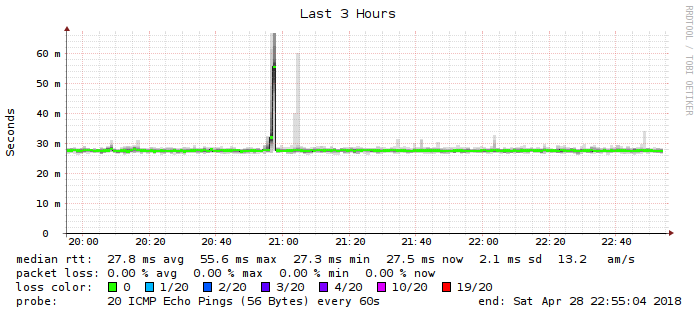 Last 3 Hours
RRDTOOL / TOBI OETIKER
Seconds
60 m
50 m
40 m
30 m
20 m
10 m
0
20:00 20:20 20:40 21:00 21:20 21:40 22:00 22:20 22:40
median rtt: 27.8 ms avg 55.6 ms max 27.3 ms min 27.5 ms now 2.1 ms sd 13.2 am/s
packet loss: 0.00 % avg 0.00 % max 0.00 % min 0.00 % now
loss color: 0 1/20 2/20 3/20 4/20 10/20 19/20
probe: 20 ICMP Echo Pings (56 Bytes) every 60s end: Sat Apr 28 22:55:04 2018